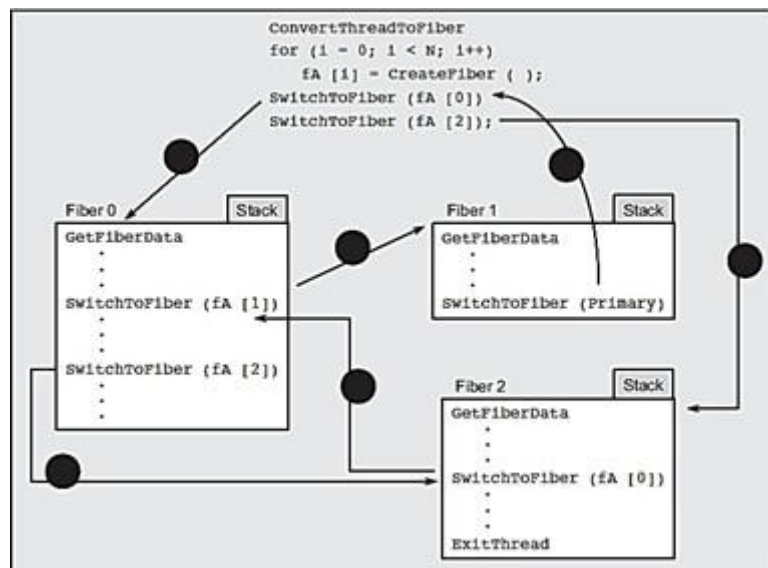 ConvertThreadToFiber
for (i = 0; i < N; i++)
fA [i] = CreateFiber ( );
SwitchToFiber (fA [0])
SwitchToFiber (fA [2]);
Fiber 0
Stack
GetFiberData
SwitchToFiber (fA [1])
SwitchToFiber (fA [2])
Fiber 1
Stack
GetFiberData
SwitchToFiber (Primary)
Fiber 2
Stack
GetFiberData
SwitchToFiber (fA [0])
ExitThread